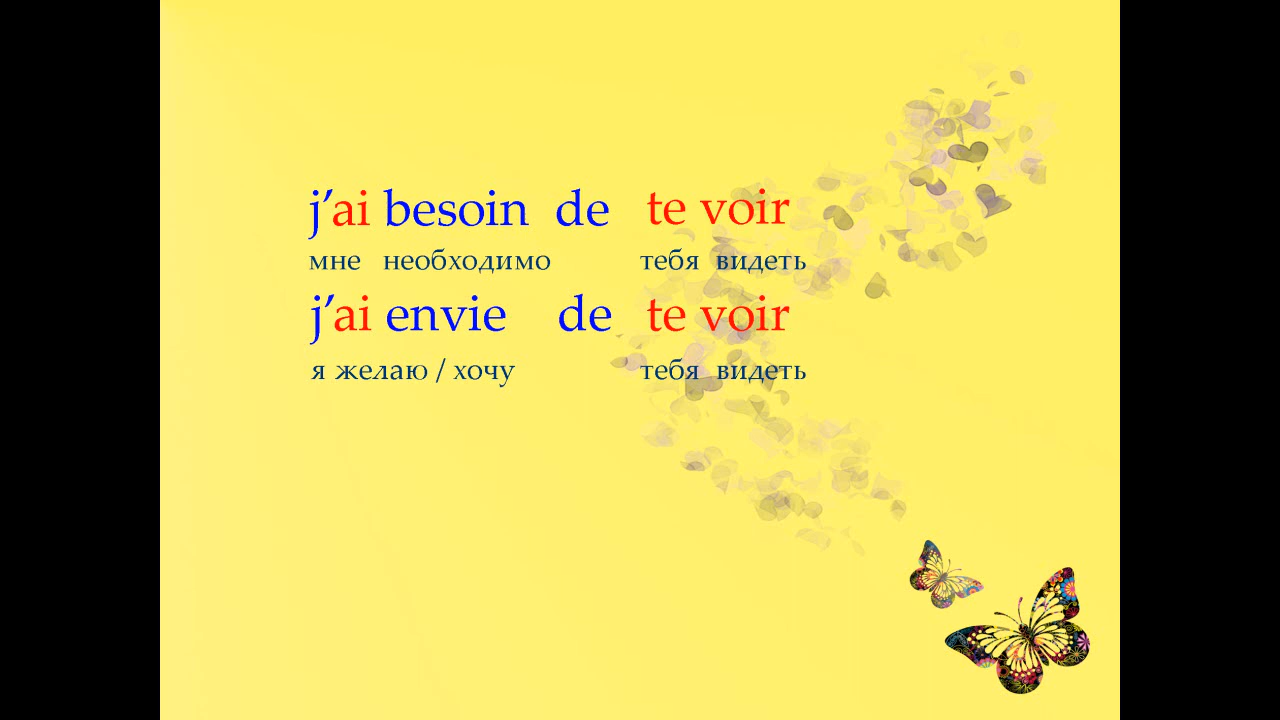 j’ai besoin de te voir
мне необходимо тебя видеть
j’ai envie de te voir
я желаю / хочу тебя видеть